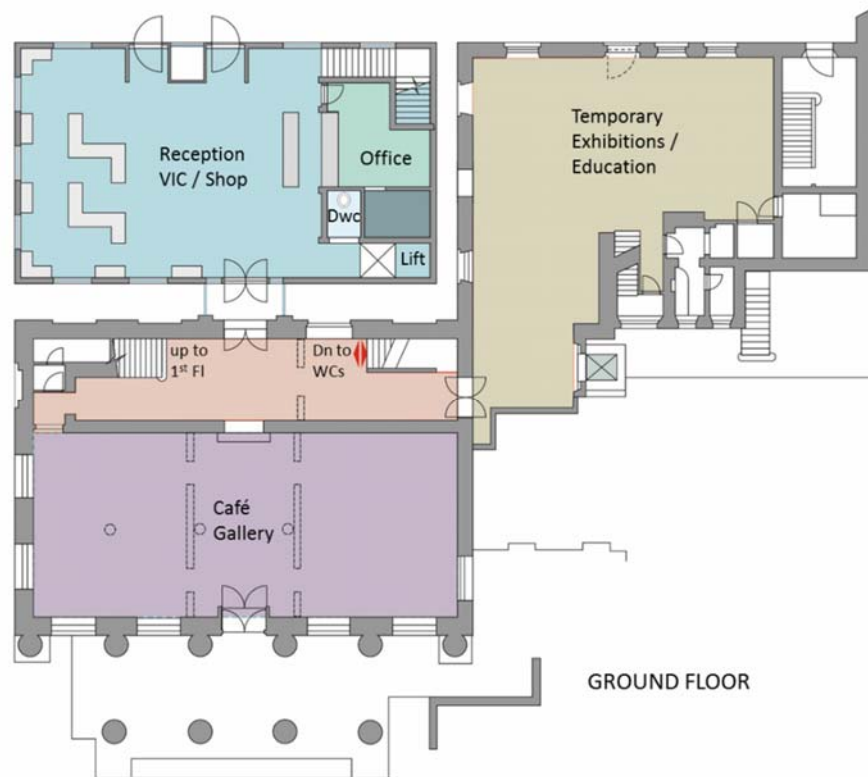 Reception
VIC / Shop
Office
Dwc
Lift
Temporary
Exhibitions /
Education
up to
1st Fl
Dn to
WCs
Café
Gallery
GROUND FLOOR